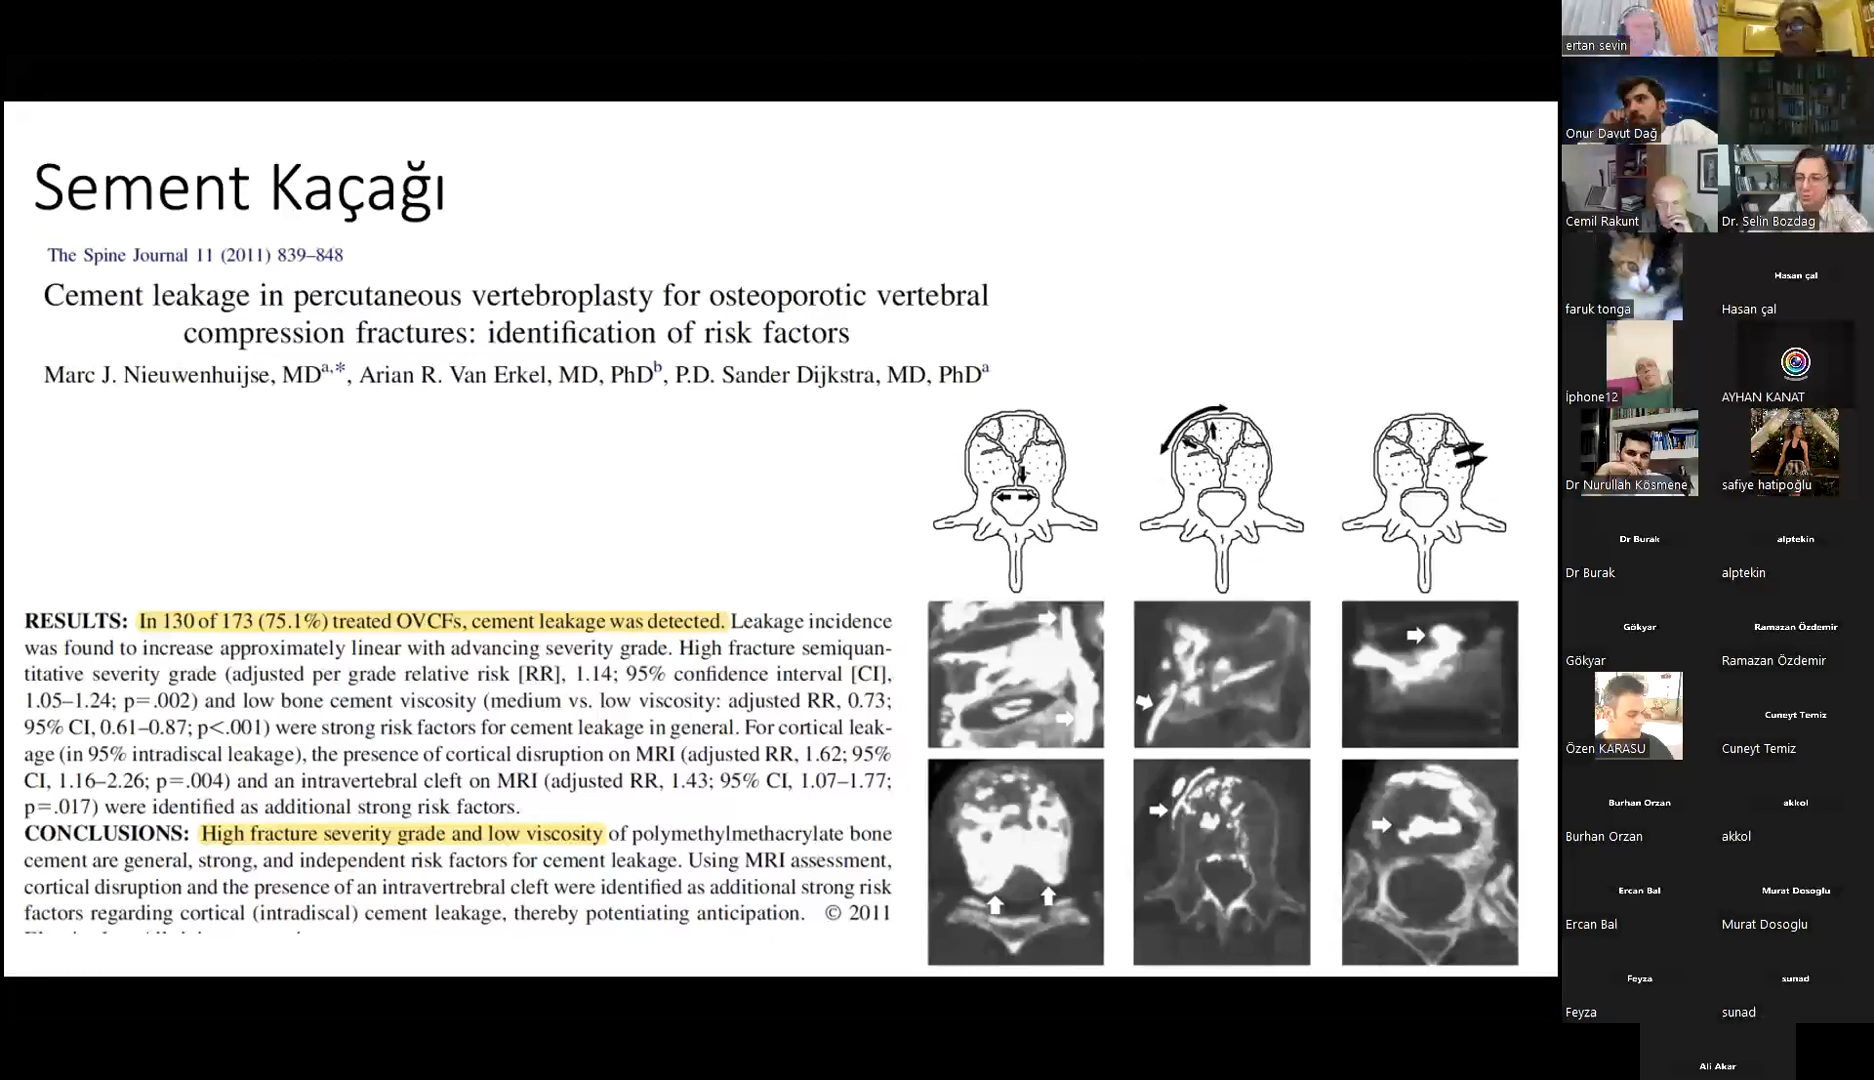 Sement Kaçağı
The Spine Journal 11 (2011) 839–848
Cement leakage in percutaneous vertebroplasty for osteoporotic vertebral
compression fractures: identification of risk factors
Marc J. Nieuwenhuijse, MDa,*, Arian R. Van Erkel, MD, PhDb, P.D. Sander Dijkstra, MD, PhDa
RESULTS: In 130 of 173 (75.1%) treated OVCFs, cement leakage was detected. Leakage incidence
was found to increase approximately linear with advancing severity grade. High fracture semiquan-
titative severity grade (adjusted per grade relative risk [RR], 1.14; 95% confidence interval [CI],
1.05–1.24; p=.002) and low bone cement viscosity (medium vs. low viscosity: adjusted RR, 0.73;
95% CI, 0.61–0.87; p<.001) were strong risk factors for cement leakage in general. For cortical leak-
age (in 95% intradiscal leakage), the presence of cortical disruption on MRI (adjusted RR, 1.62; 95%
CI, 1.16–2.26; p=.004) and an intravertebral cleft on MRI (adjusted RR, 1.43; 95% CI, 1.07–1.77;
p=.017) were identified as additional strong risk factors.
CONCLUSIONS: High fracture severity grade and low viscosity of polymethylmethacrylate bone
cement are general, strong, and independent risk factors for cement leakage. Using MRI assessment,
cortical disruption and the presence of an intravertrebral cleft were identified as additional strong risk
factors regarding cortical (intradiscal) cement leakage, thereby potentiating anticipation. © 2011
ertan sevin
Onur Davut Dağ
Cemil Rakunt
Dr. Selin Bozdag
faruk tonga
Hasan çal
Hasan çal
İphone12
AYHAN KANAT
Dr Nurullah Kösmene
safiye hatipoğlu
Dr Burak
alptekin
Dr Burak
alptekin
Gökyar
Ramazan Özdemir
Gökyar
Ramazan Özdemir
Özen KARASU
Cuneyt Temiz
Cuneyt Temiz
Burhan Orzan
akkol
Burhan Orzan
akkol
Ercan Bal
Murat Dosoglu
Ercan Bal
Murat Dosoglu
Feyza
sunad
Feyza
sunad
Ali Akar